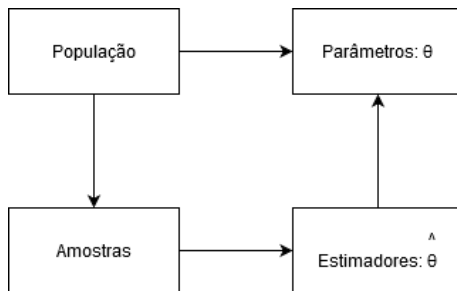 População
Parâmetros: θ
Amostras
^
Estimadores: θ